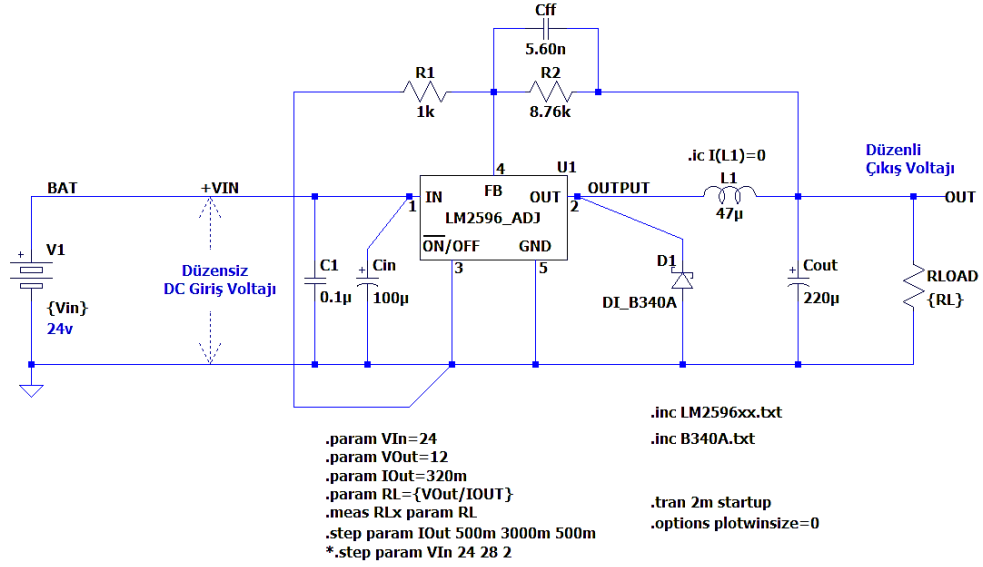 Cff
5.60n
R1
1k
R2
8.76k
4
U1
FB
IN
OUT
LM2596_ADJ
ON/OFF
GND
1
2
3
5
OUTPUT
.ic I(L1)=0
L1
47µ
Düzenli
Çıkış Voltajı
OUT
BAT
+VIN
V1
+
{Vin}
24v
Düzensiz
DC Giriş Voltajı
C1
0.1µ
Cin
+
100µ
D1
DI_B340A
Cout
+
220µ
RLOAD
{RL}
.param VIn=24
.param VOut=12
.param IOut=320m
.param RL={VOut/IOUT}
.meas RLx param RL
.step param IOut 500m 3000m 500m
*.step param VIn 24 28 2
.inc LM2596xx.txt
.inc B340A.txt
.tran 2m startup
.options plotwinsize=0